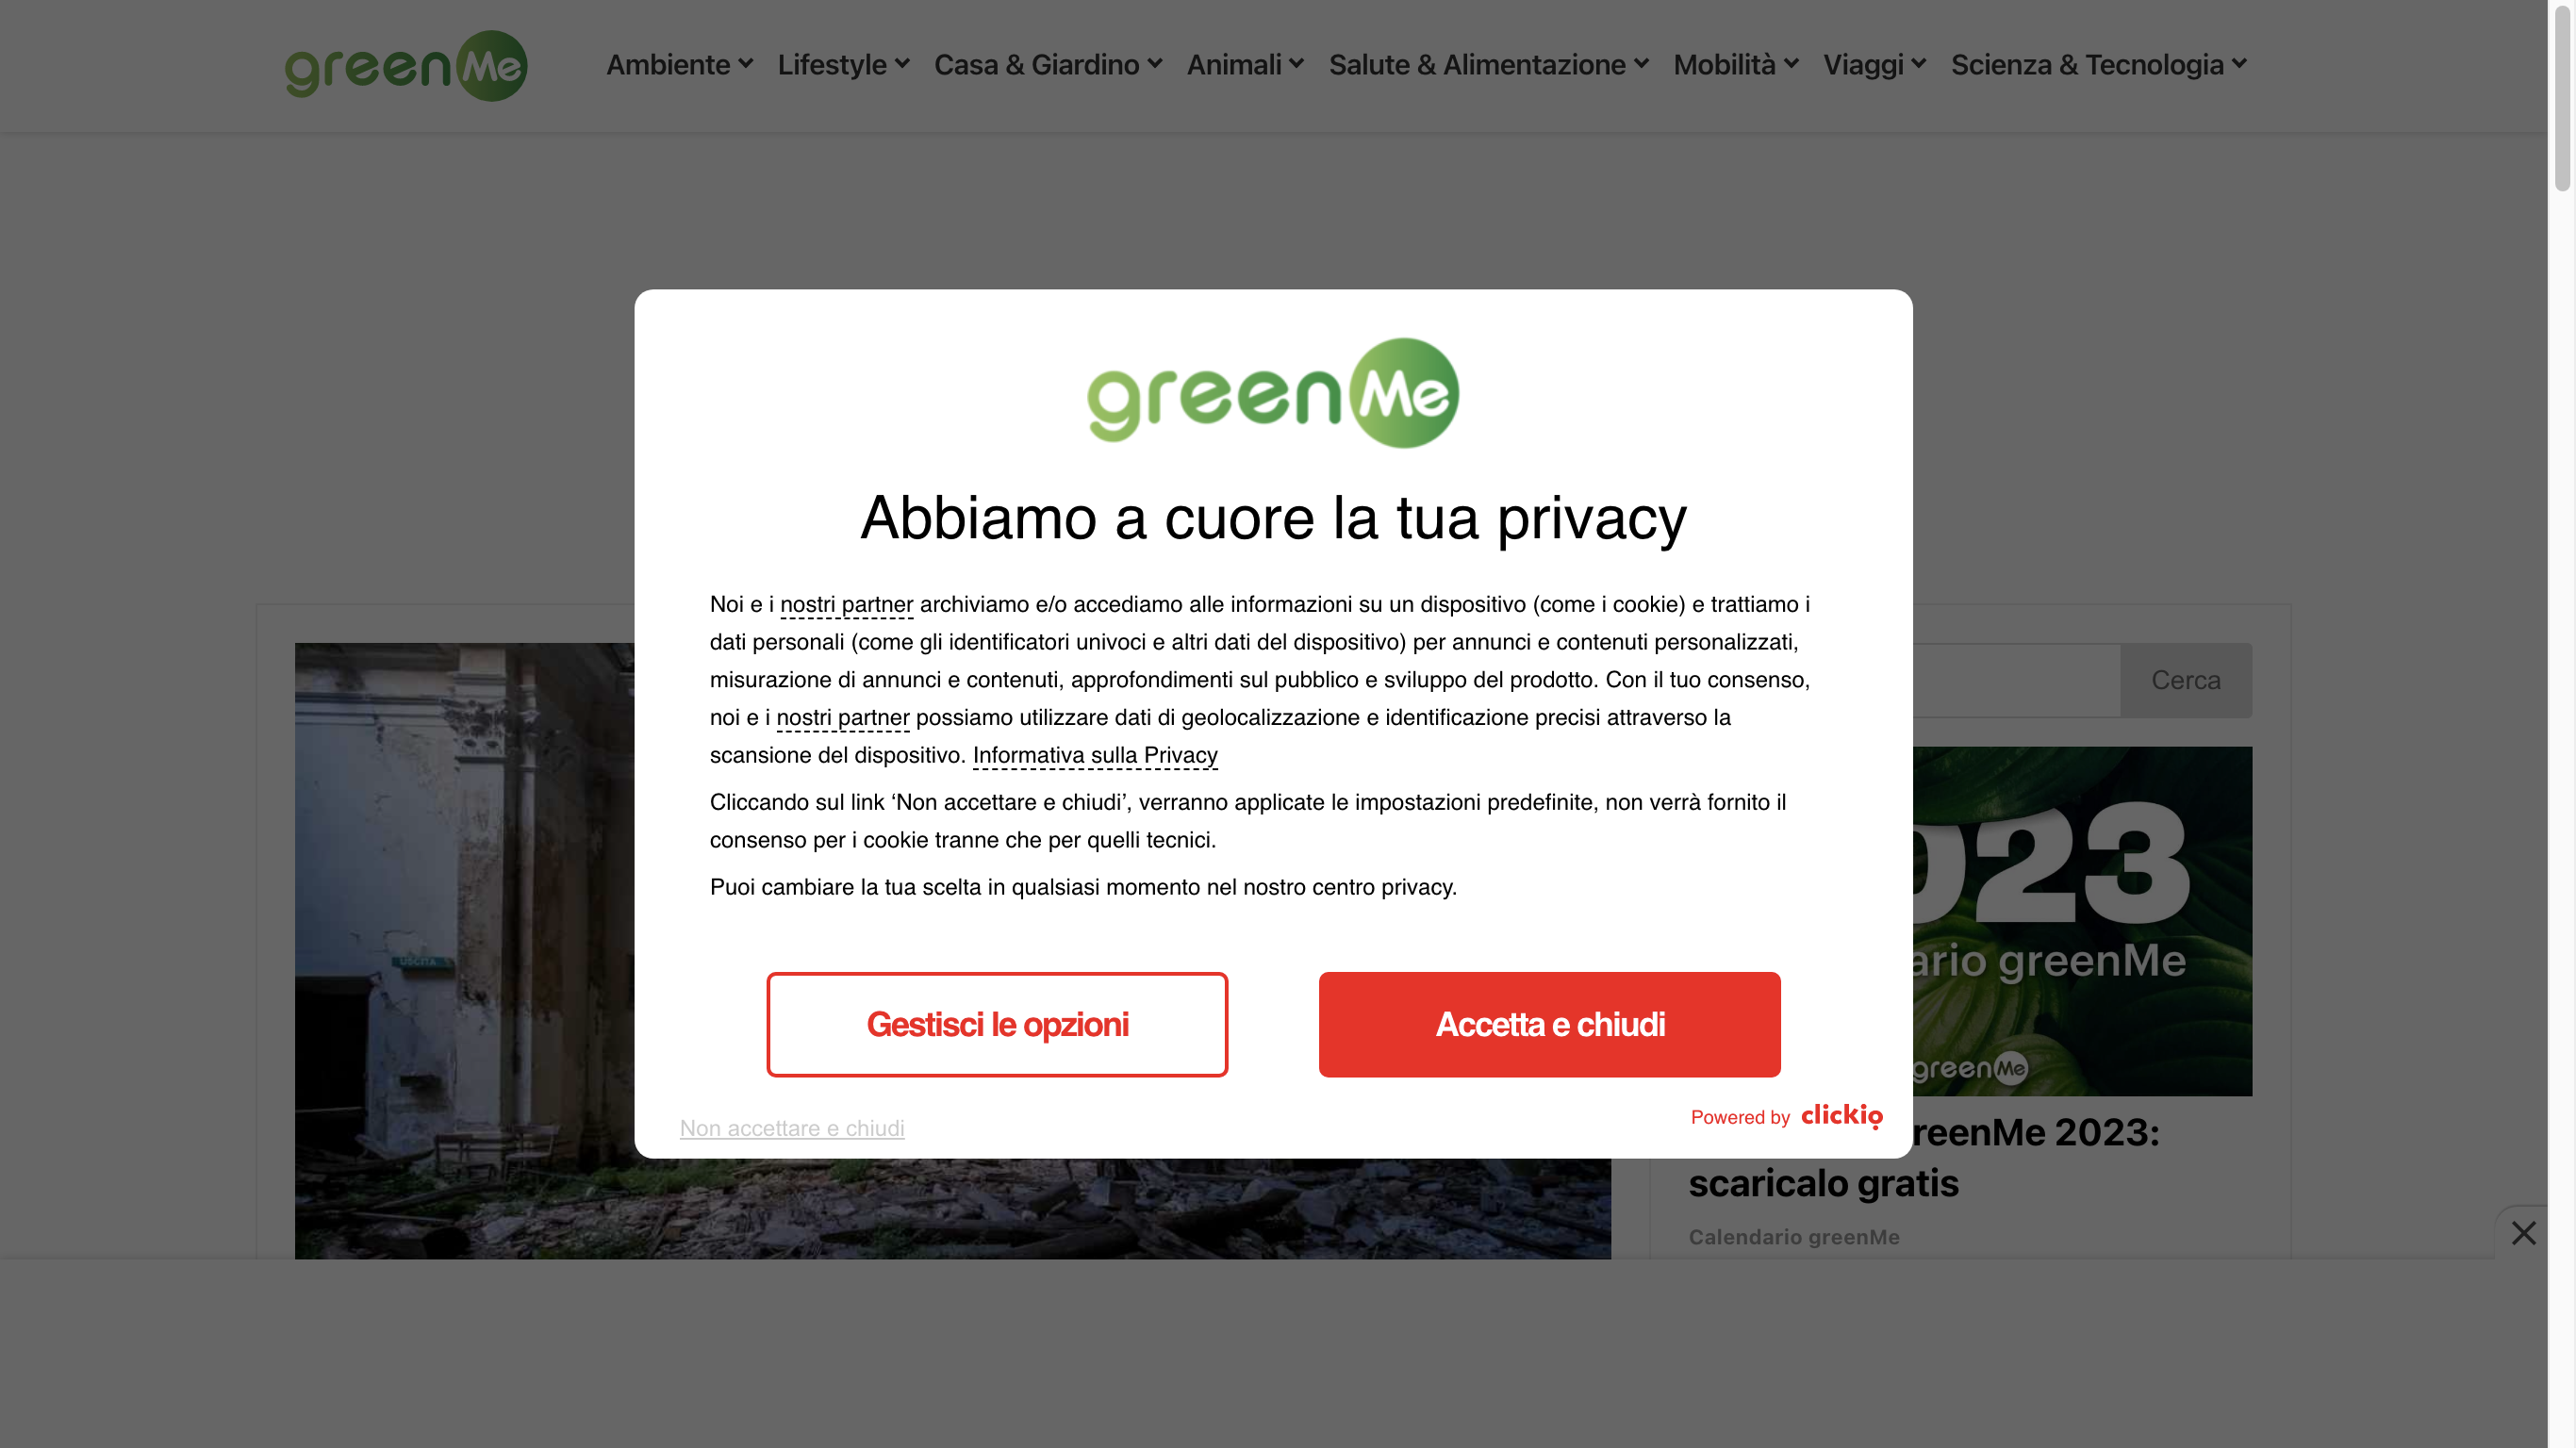 greenMe
Ambiente Lifestyle Casa & Giardino Animali Salute & Alimentazione Mobilità Viaggi Scienza & Tecnologia
greenMe
Abbiamo a cuore la tua privacy
Noi e i nostri partner archiviamo e/o accediamo alle informazioni su un dispositivo (come i cookie) e trattiamo i
dati personali (come gli identificatori univoci e altri dati del dispositivo) per annunci e contenuti personalizzati,
misurazione di annunci e contenuti, approfondimenti sul pubblico e sviluppo del prodotto. Con il tuo consenso,
noi e i nostri partner possiamo utilizzare dati di geolocalizzazione e identificazione precisi attraverso la
scansione del dispositivo. Informativa sulla Privacy
Cliccando sul link ‘Non accettare e chiudi’, verranno applicate le impostazioni predefinite, non verrà fornito il
consenso per i cookie tranne che per quelli tecnici.
Puoi cambiare la tua scelta in qualsiasi momento nel nostro centro privacy.
Gestisci le opzioni
Accetta e chiudi
Non accettare e chiudi
Powered by clickio
Cerca
USCITA
023
ario greenMe
greenMe
reenMe 2023:
scaricalo gratis
Calendario greenMe